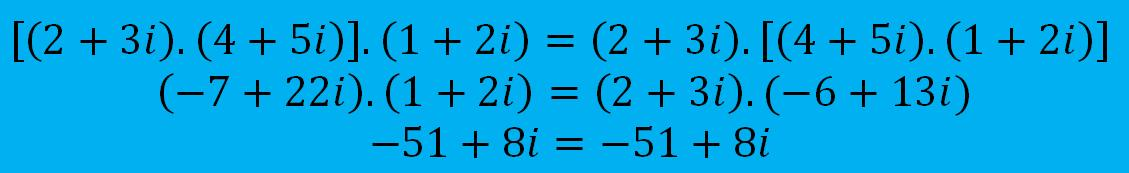 [(2 + 3i). (4 + 5i)]. (1 + 2i) = (2 + 3i). [(4 + 5i). (1 + 2i)]
(−7 + 22i). (1 + 2i) = (2 + 3i). (−6 + 13i)
−51 + 8i = −51 + 8i